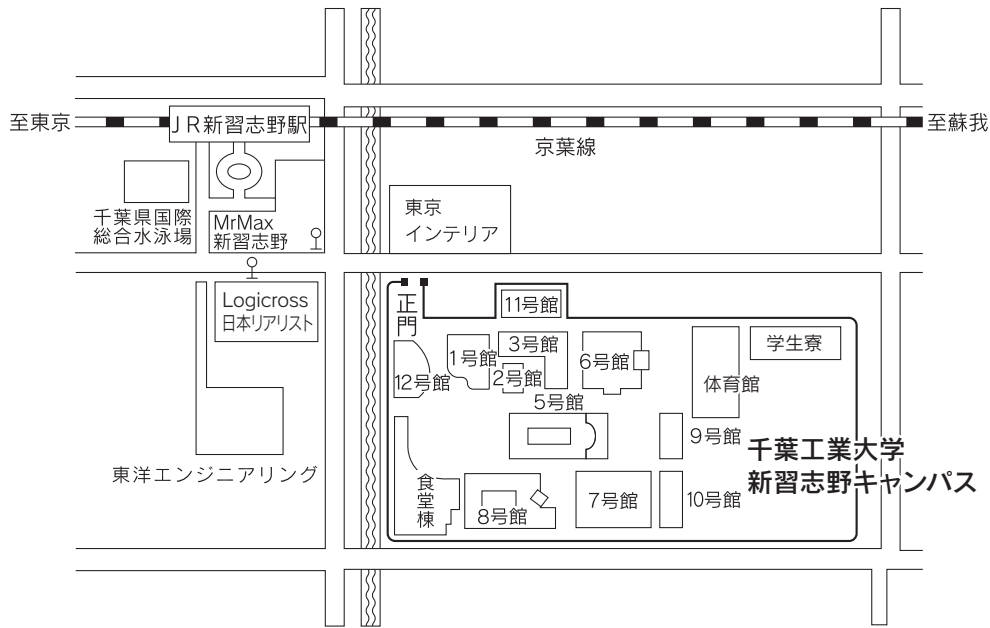 至東京
JR新習志野駅
京葉線
至蘇我
千葉県国際
総合水泳場
MrMax
新習志野
東京
インテリア
Logicross
日本リアリスト
東洋エンジニアリング
正門
11号館
1号館
3号館
2号館
12号館
6号館
体育館
学生寮
5号館
9号館
千葉工業大学
新習志野キャンパス
食堂棟
8号館
7号館
10号館